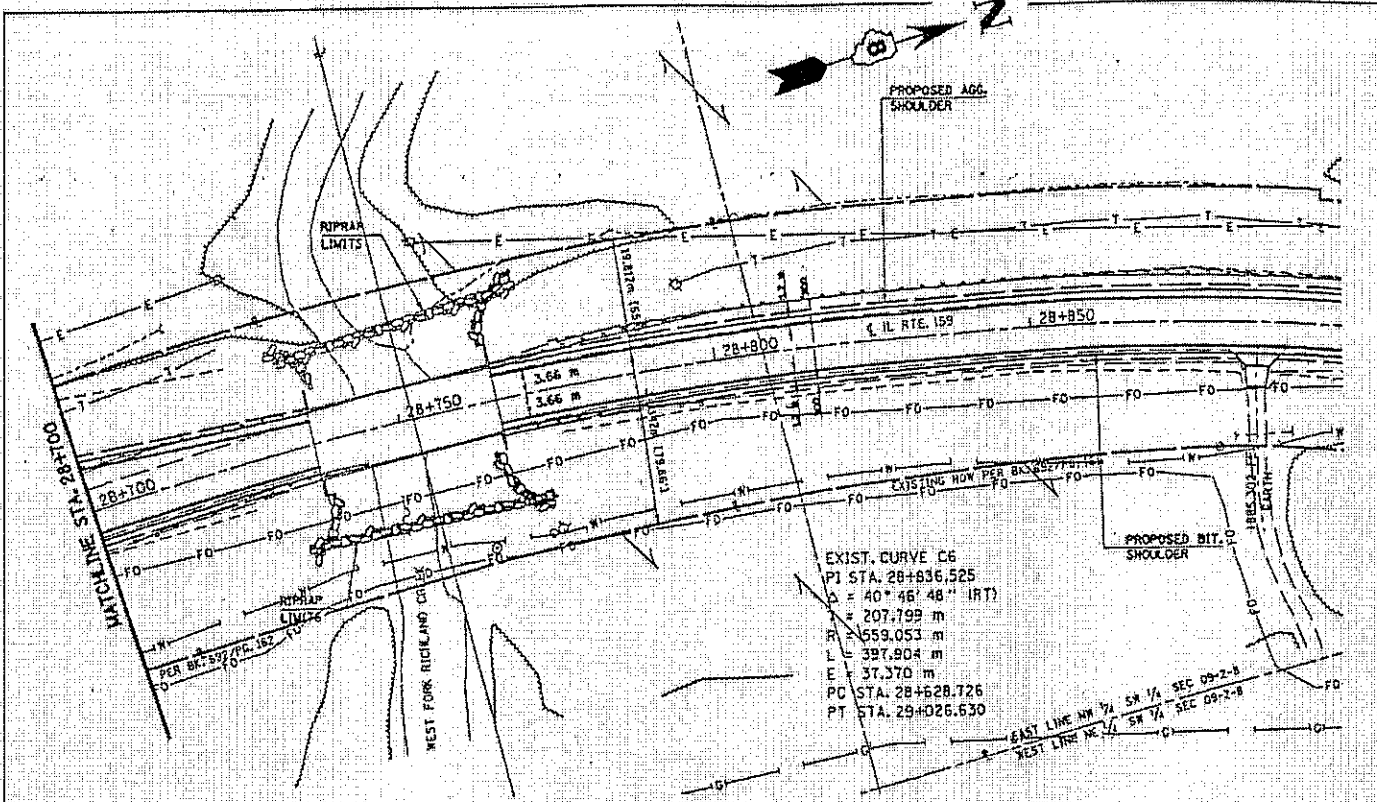 8
N
PROPOSED AGG.
SHOULDER
RIPRAP
LIMITS
℄ IL RTE. 159
28+850
28+800
3.66 m
3.66 m
28+750
28+700
MATCHLINE STA. 28+700
EXISTING ROW PER
PROPOSED BIT.
SHOULDER
EARTH
RIPRAP
LIMITS
WEST FORK RICHLAND CREEK
EXIST. CURVE C6
PI STA. 28+836.525
Δ = 40° 46' 48" (RT)
T = 207.799 m
R = 559.053 m
L = 397.904 m
E = 37.370 m
PC STA. 28+628.726
PT STA. 29+026.630
EAST LINE NW 1/4 SW 1/4 SEC 09-2-8
WEST LINE NE 1/4 SW 1/4 SEC 09-2-8